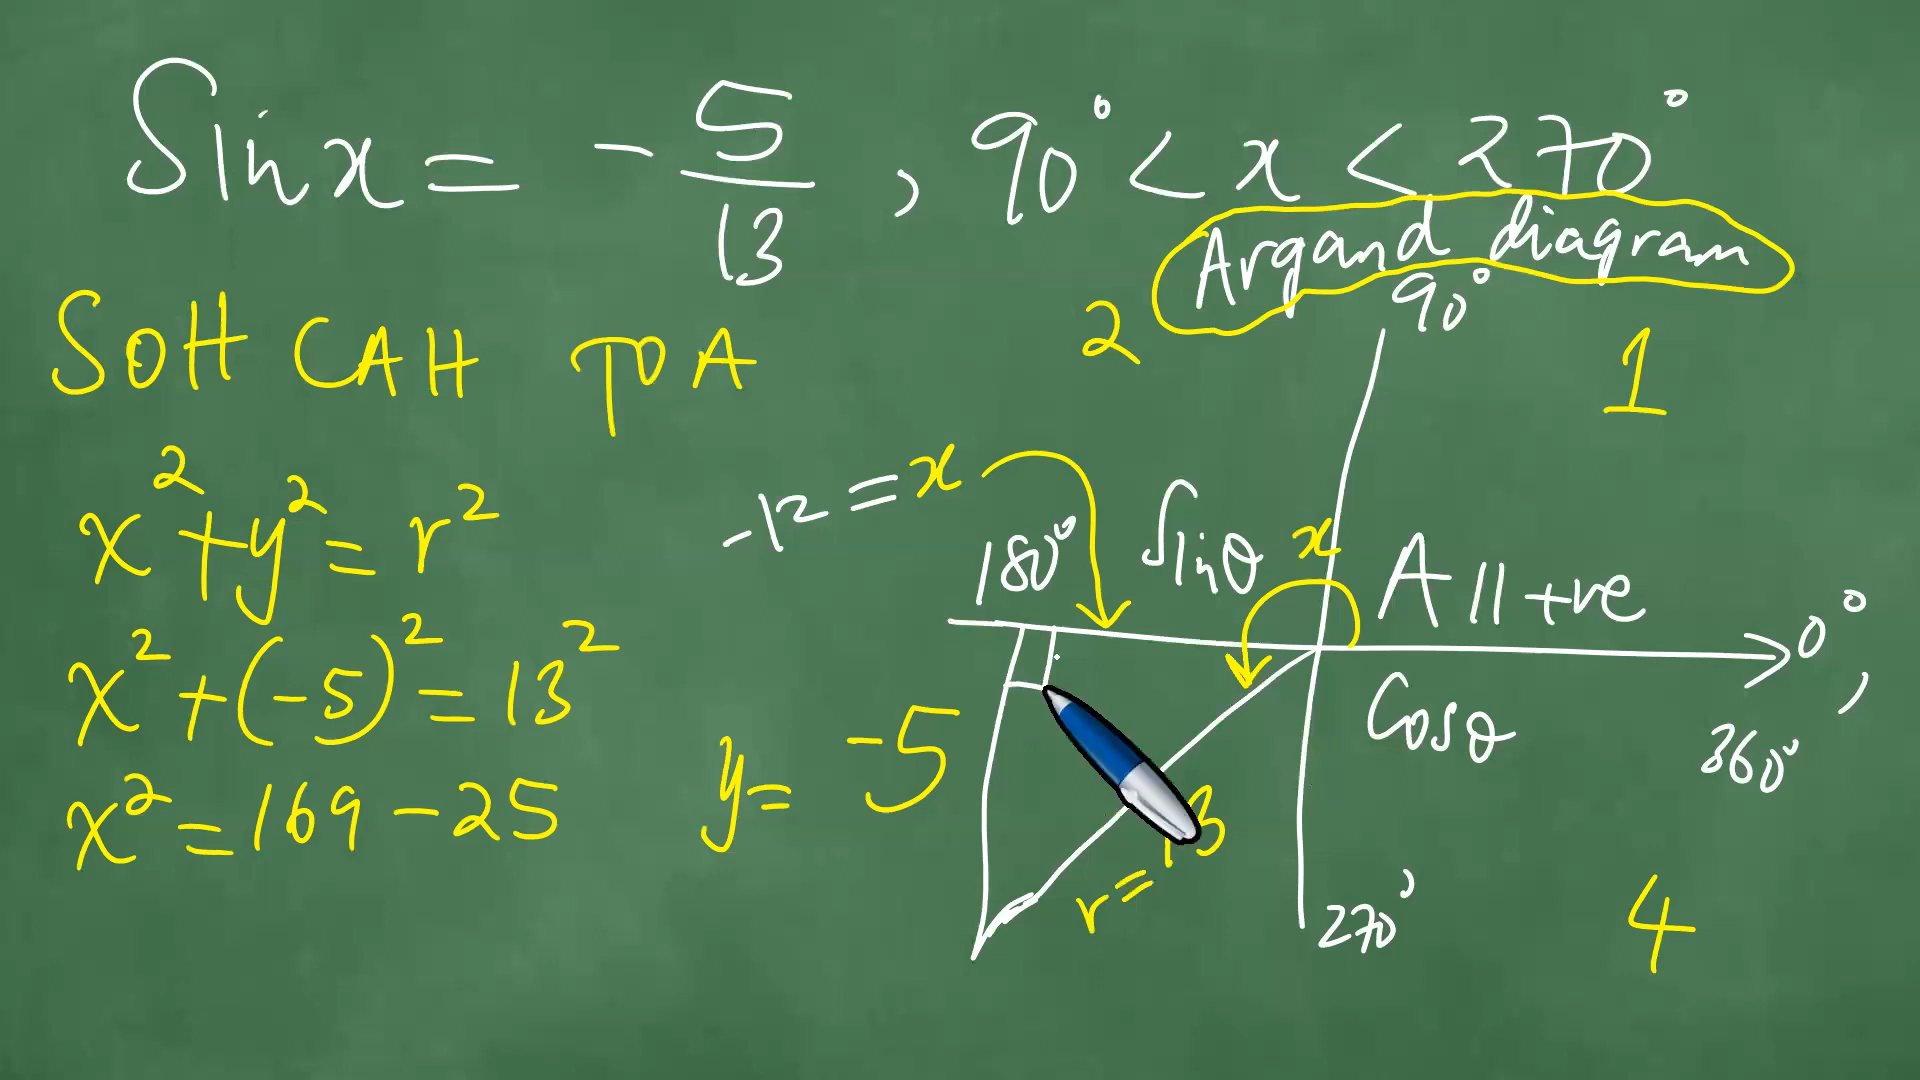 Sin x = - 5/13 , 90° < x < 270°
Argand diagram
SOH CAH TOA
2
90°
1
x² + y² = r²
-12 = x
180°
Sinθ
x
All +ve
0°,
x² + (-5)² = 13²
y = -5
Cosθ
360°
x² = 169 - 25
r = 13
270°
4